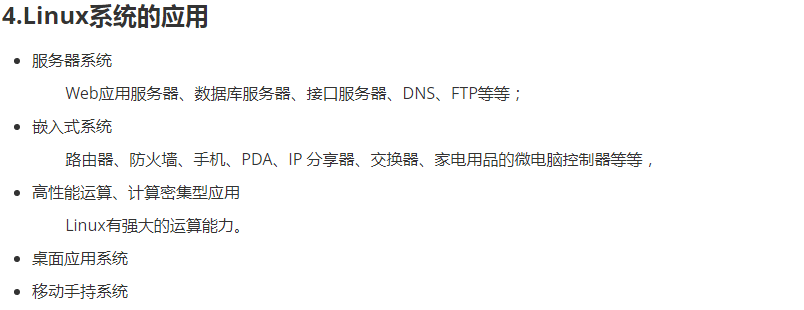 4.Linux系统的应用
服务器系统
Web应用服务器、数据库服务器、接口服务器、DNS、FTP等等；
嵌入式系统
路由器、防火墙、手机、PDA、IP 分享器、交换器、家电用品的微电脑控制器等等，
高性能运算、计算密集型应用
Linux有强大的运算能力。
桌面应用系统
移动手持系统